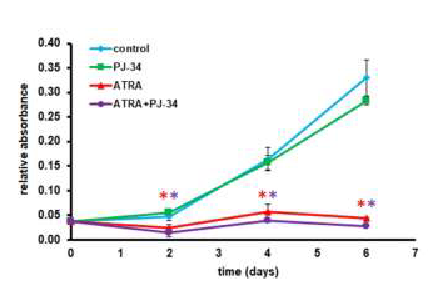 0.40
0.35
0.30
0.25
0.20
0.15
0.10
0.05
0.00
relative absorbance
control
PJ-34
ATRA
ATRA+PJ-34
**
**
**
0 1 2 3 4 5 6 7
time (days)